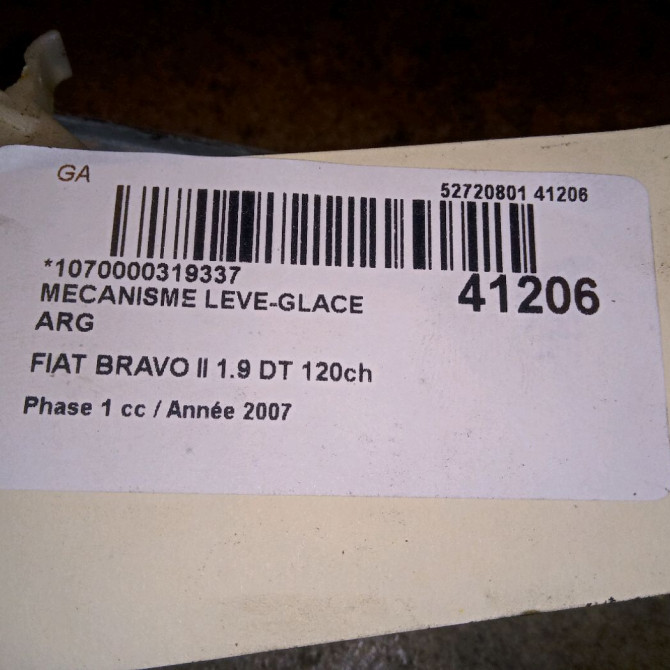 GA
52720801 41206
*1070000319337
41206
MECANISME LEVE-GLACE
ARG
FIAT BRAVO II 1.9 DT 120ch
Phase 1 cc / Année 2007